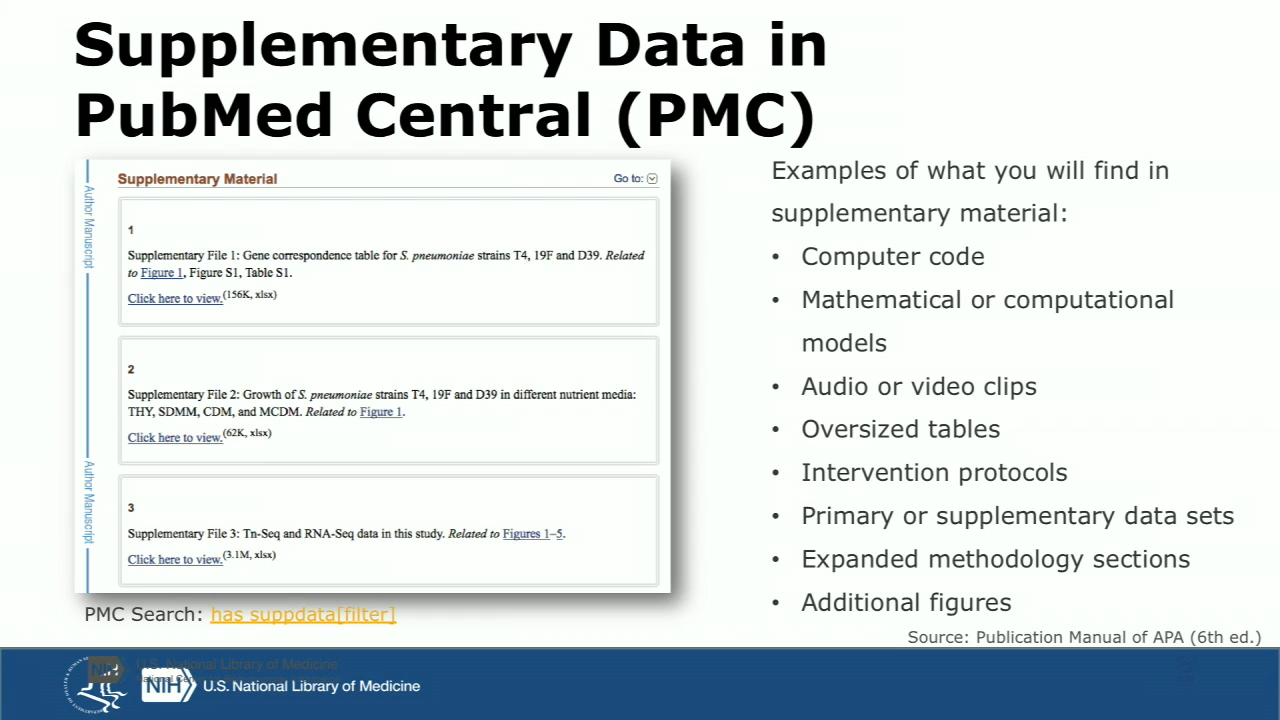 Supplementary Data in
PubMed Central (PMC)
Author Manuscript
Author Manuscript
Supplementary Material
Go to:
1
Supplementary File 1: Gene correspondence table for S. pneumoniae strains T4, 19F and D39. Related
to Figure 1, Figure S1, Table S1.
Click here to view.(156K, xlsx)
2
Supplementary File 2: Growth of S. pneumoniae strains T4, 19F and D39 in different nutrient media:
THY, SDMM, CDM, and MCDM. Related to Figure 1.
Click here to view.(62K, xlsx)
3
Supplementary File 3: Tn-Seq and RNA-Seq data in this study. Related to Figures 1–5.
Click here to view.(3.1M, xlsx)
PMC Search: has suppdata[filter]
Examples of what you will find in
supplementary material:
• Computer code
• Mathematical or computational
models
• Audio or video clips
• Oversized tables
• Intervention protocols
• Primary or supplementary data sets
• Expanded methodology sections
• Additional figures
Source: Publication Manual of APA (6th ed.)
NIH U.S. National Library of Medicine
NIH U.S. National Library of Medicine